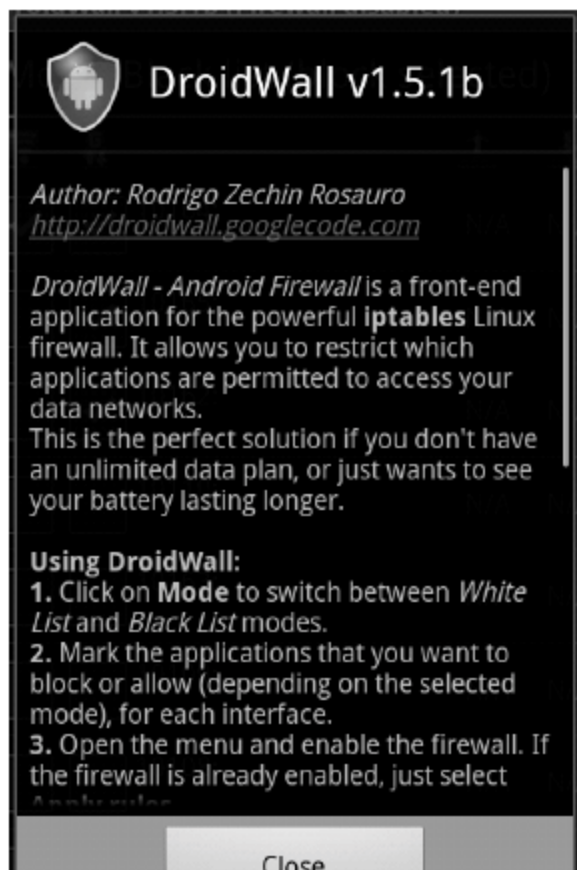 DroidWall v1.5.1b
Author: Rodrigo Zechin Rosauro
http://droidwall.googlecode.com
DroidWall - Android Firewall is a front-end
application for the powerful iptables Linux
firewall. It allows you to restrict which
applications are permitted to access your
data networks.
This is the perfect solution if you don't have
an unlimited data plan, or just wants to see
your battery lasting longer.
Using DroidWall:
1. Click on Mode to switch between White
List and Black List modes.
2. Mark the applications that you want to
block or allow (depending on the selected
mode), for each interface.
3. Open the menu and enable the firewall. If
the firewall is already enabled, just select
Apply rules
Close